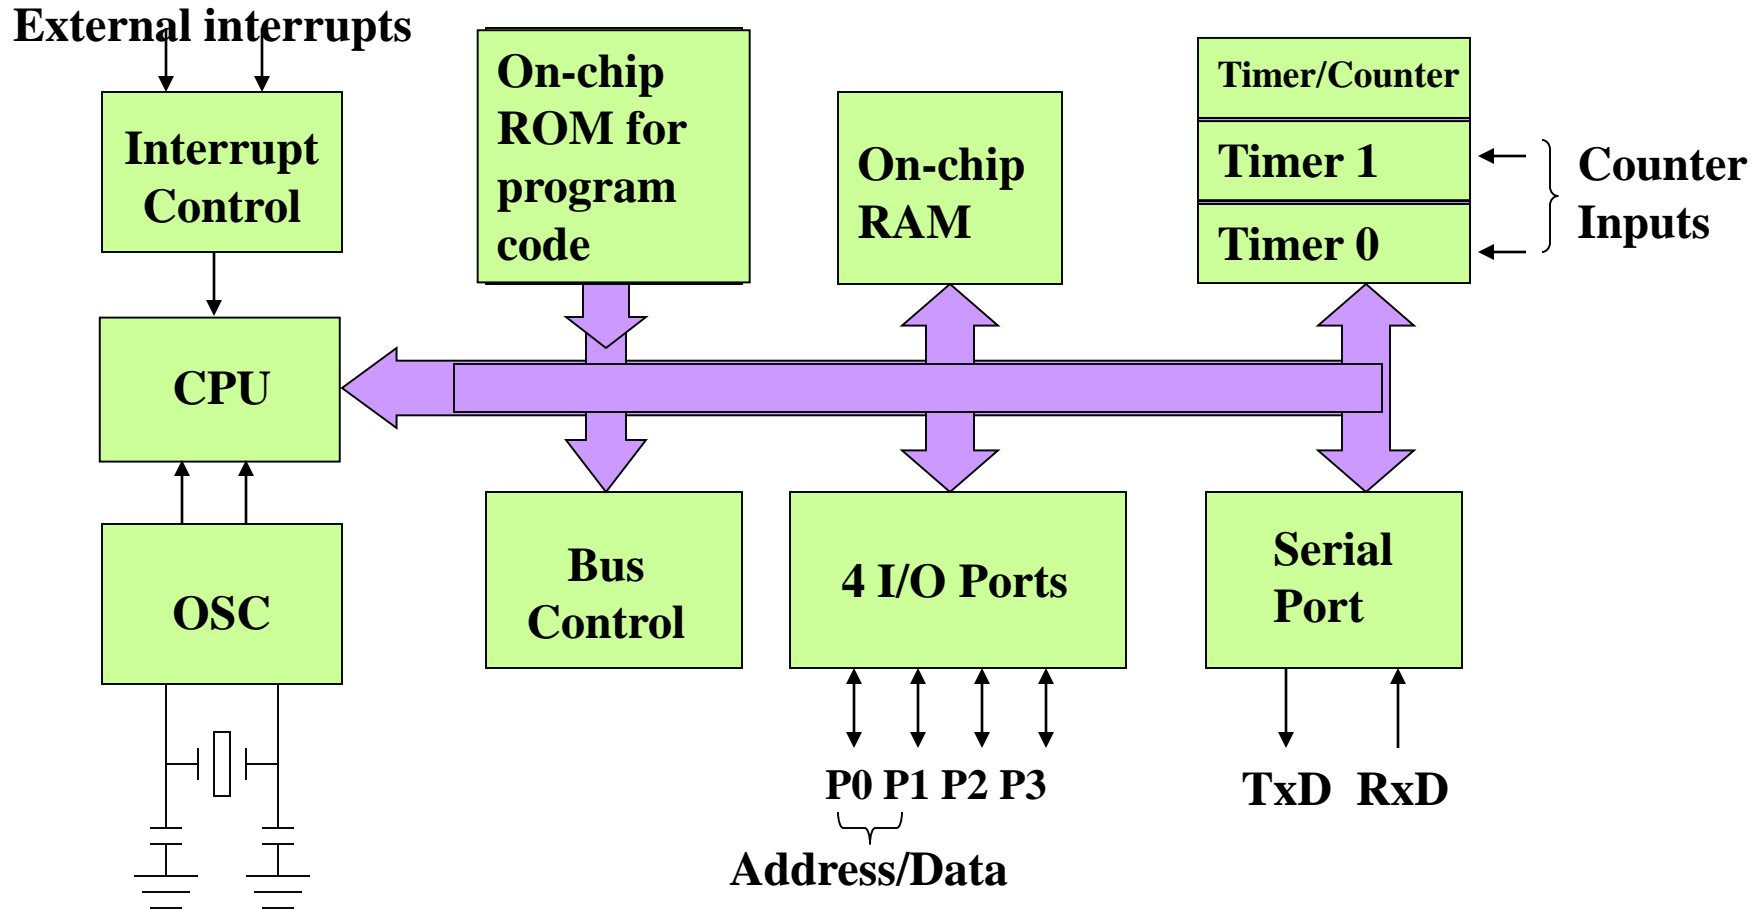 External interrupts
On-chip
ROM for
program
code
Timer/Counter
Interrupt
Control
On-chip
RAM
Timer 1
Timer 0
Counter
Inputs
CPU
OSC
Bus
Control
4 I/O Ports
Serial
Port
P0 P1 P2 P3
TxD RxD
Address/Data